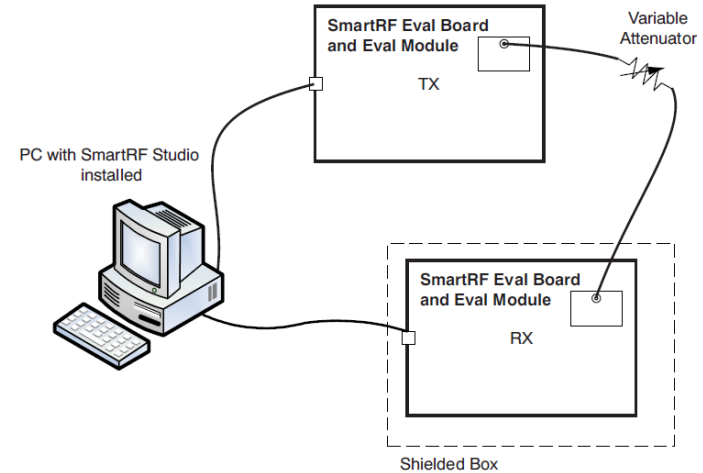 SmartRF Eval Board
and Eval Module
TX
Variable
Attenuator
PC with SmartRF Studio
installed
SmartRF Eval Board
and Eval Module
RX
Shielded Box